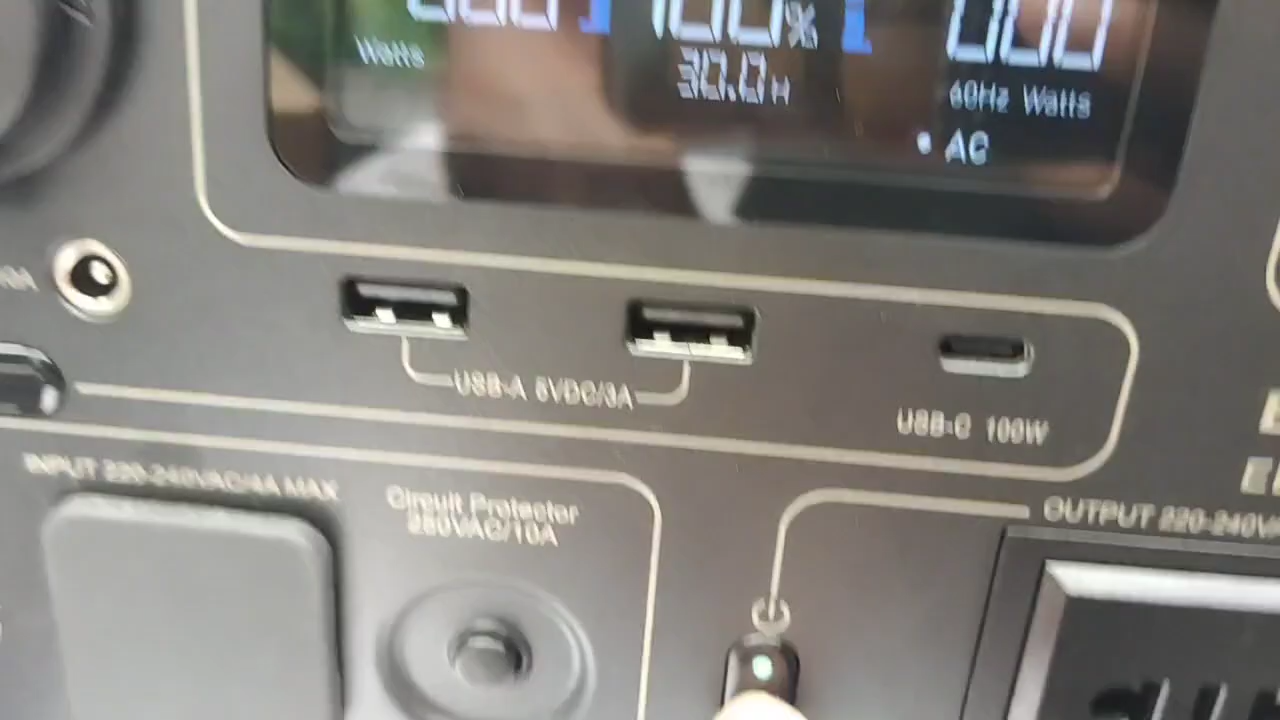 100%
000
Watts
30.0H
60Hz Watts
AC
USB-A 5VDC/3A
USB-C 100W
INPUT 220-240VAC/4A MAX
Circuit Protector
250VAC/10A
OUTPUT 220-240V